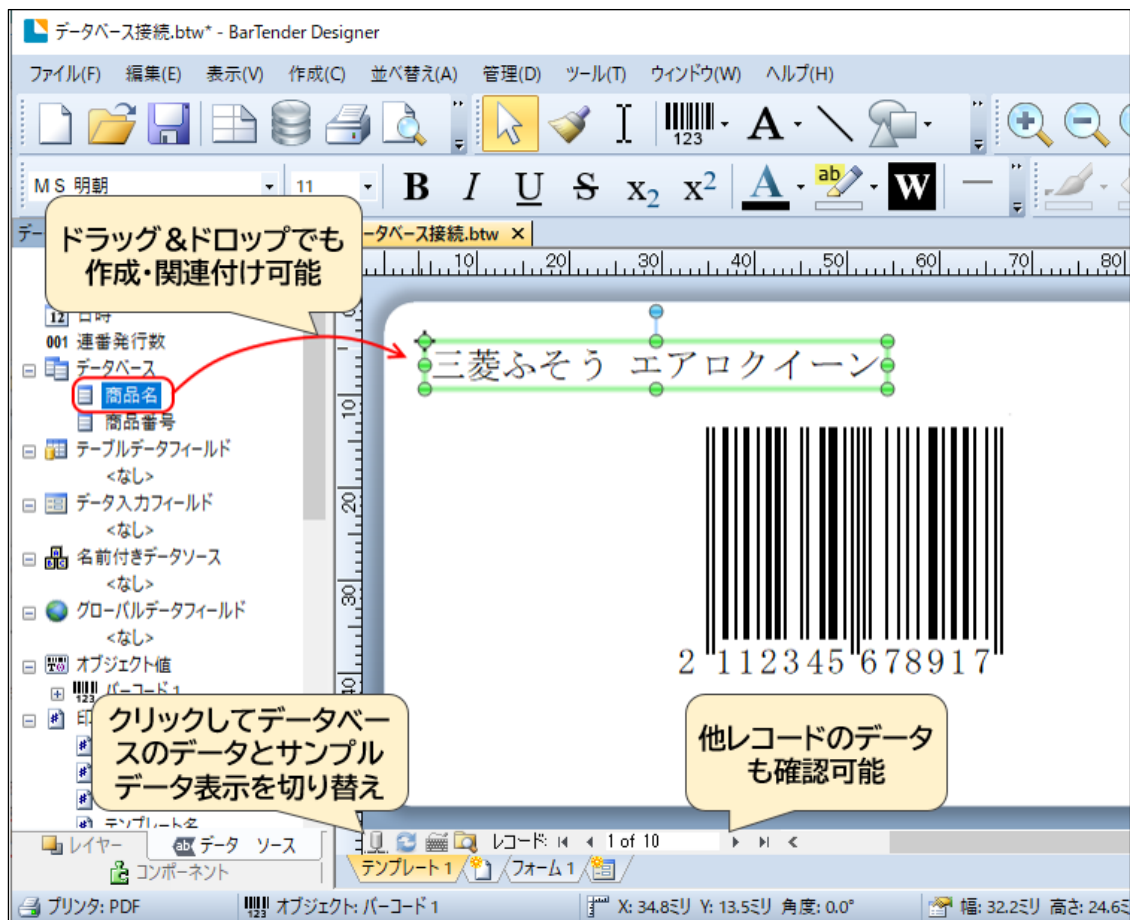 データベース接続.btw* - BarTender Designer
ファイル(F) 編集(E) 表示(V) 作成(C) 並べ替え(A) 管理(D) ツール(T) ウィンドウ(W) ヘルプ(H)
123 A
ＭＳ 明朝 11 B I U S x2 x2 A ab W
デー
ータベース接続.btw ×
ドラッグ＆ドロップでも
作成・関連付け可能
10 20 30 40 50 60 70 80
12 日時
001 連番発行数
データベース
商品名
商品番号
テーブルデータフィールド
<なし>
データ入力フィールド
<なし>
名前付きデータソース
<なし>
グローバルデータフィールド
<なし>
オブジェクト値
バーコード 1
印
テンプレート名
0
10
20
30
40
三菱ふそう エアロクイーン
2 112345 678917
クリックしてデータベー
スのデータとサンプル
データ表示を切り替え
他レコードのデータ
も確認可能
レイヤー データ ソース
コンポーネント
レコード: 1 of 10
テンプレート 1 フォーム 1
プリンタ: PDF オブジェクト: バーコード 1 X: 34.8ミリ Y: 13.5ミリ 角度: 0.0° 幅: 32.2ミリ 高さ: 24.6ミ